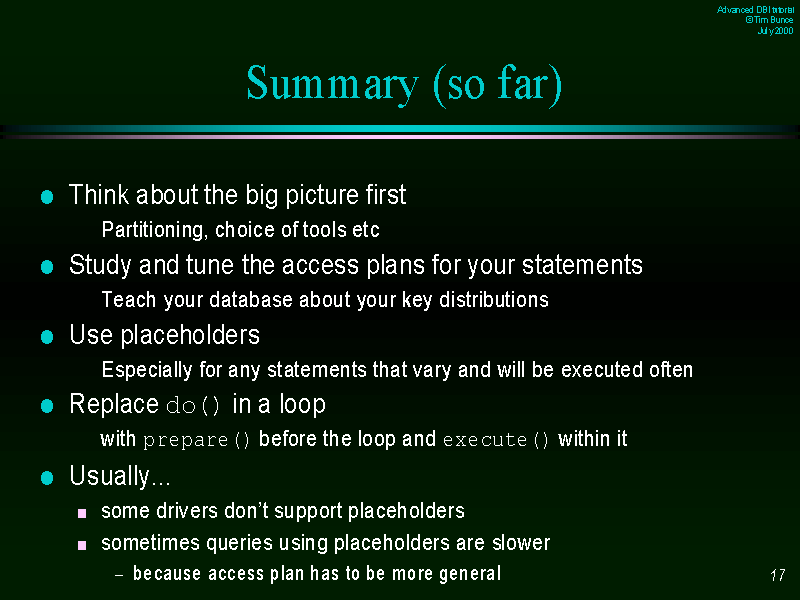 Advanced DBI tutorial
© Tim Bunce
July 2000
Summary (so far)
Think about the big picture first
Partitioning, choice of tools etc
Study and tune the access plans for your statements
Teach your database about your key distributions
Use placeholders
Especially for any statements that vary and will be executed often
Replace do() in a loop
with prepare() before the loop and execute() within it
Usually...
some drivers don't support placeholders
sometimes queries using placeholders are slower
– because access plan has to be more general
17